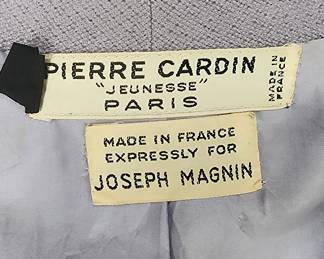 PIERRE CARDIN
"JEUNESSE"
PARIS
MADE IN
FRANCE
MADE IN FRANCE
EXPRESSLY FOR
JOSEPH MAGNIN